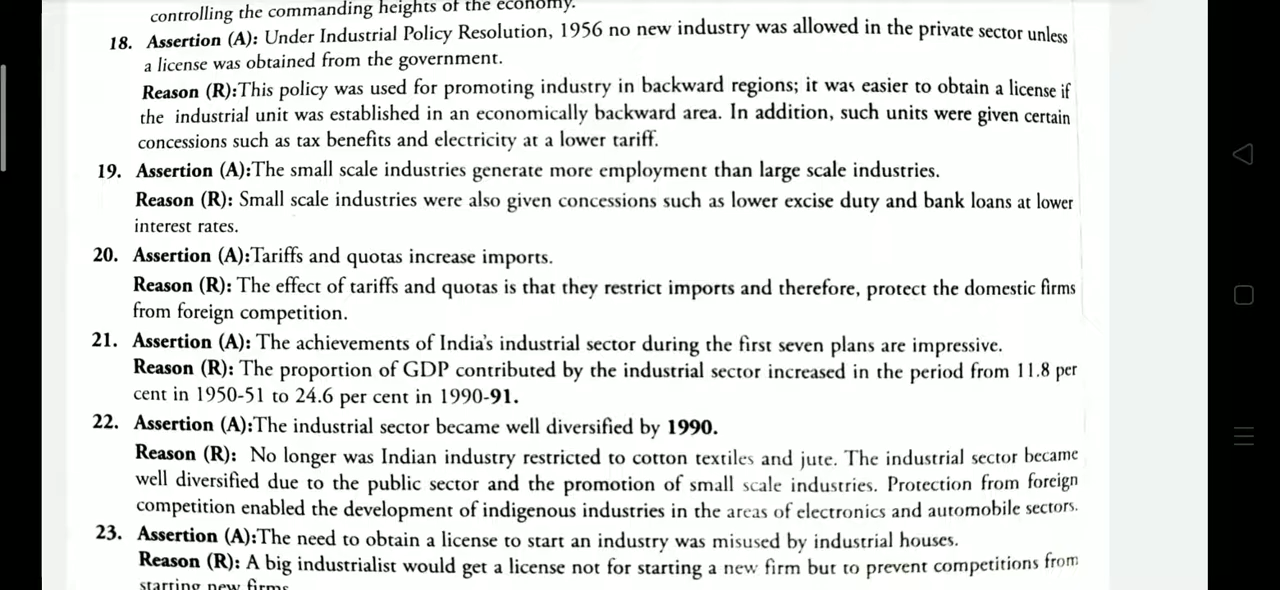 controlling the commanding heights of the economy.
18. Assertion (A): Under Industrial Policy Resolution, 1956 no new industry was allowed in the private sector unless
a license was obtained from the government.
Reason (R):This policy was used for promoting industry in backward regions; it was easier to obtain a license if
the industrial unit was established in an economically backward area. In addition, such units were given certain
concessions such as tax benefits and electricity at a lower tariff.
19. Assertion (A):The small scale industries generate more employment than large scale industries.
Reason (R): Small scale industries were also given concessions such as lower excise duty and bank loans at lower
interest rates.
20. Assertion (A):Tariffs and quotas increase imports.
Reason (R): The effect of tariffs and quotas is that they restrict imports and therefore, protect the domestic firms
from foreign competition.
21. Assertion (A): The achievements of India's industrial sector during the first seven plans are impressive.
Reason (R): The proportion of GDP contributed by the industrial sector increased in the period from 11.8 per
cent in 1950-51 to 24.6 per cent in 1990-91.
22. Assertion (A):The industrial sector became well diversified by 1990.
Reason (R): No longer was Indian industry restricted to cotton textiles and jute. The industrial sector became
well diversified due to the public sector and the promotion of small scale industries. Protection from foreign
competition enabled the development of indigenous industries in the areas of electronics and automobile sectors.
23. Assertion (A):The need to obtain a license to start an industry was misused by industrial houses.
Reason (R): A big industrialist would get a license not for starting a new firm but to prevent competitions from
starting new firms